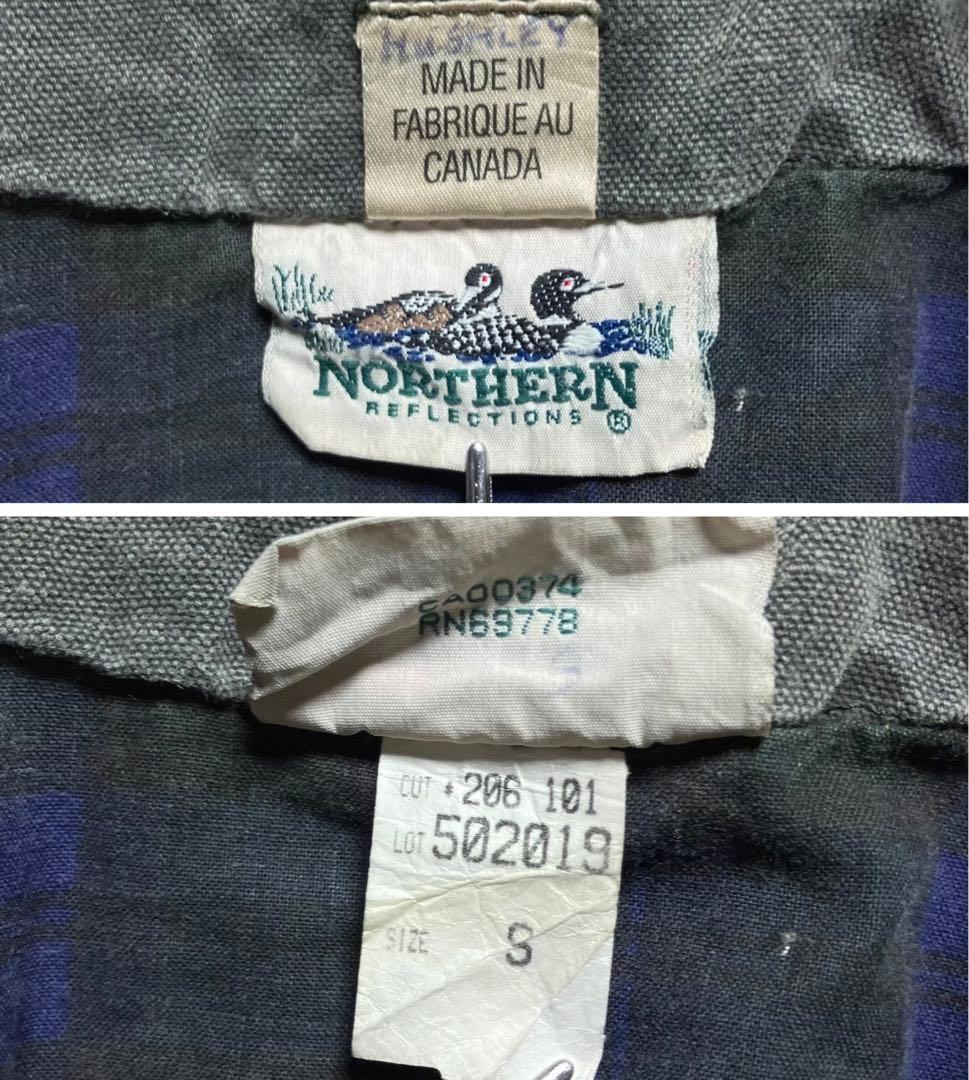 MADE IN
FABRIQUE AU
CANADA
NORTHERN
REFLECTIONS ®
CA00374
RN69778
CUT * 206 101
LOT 502019
SIZE S